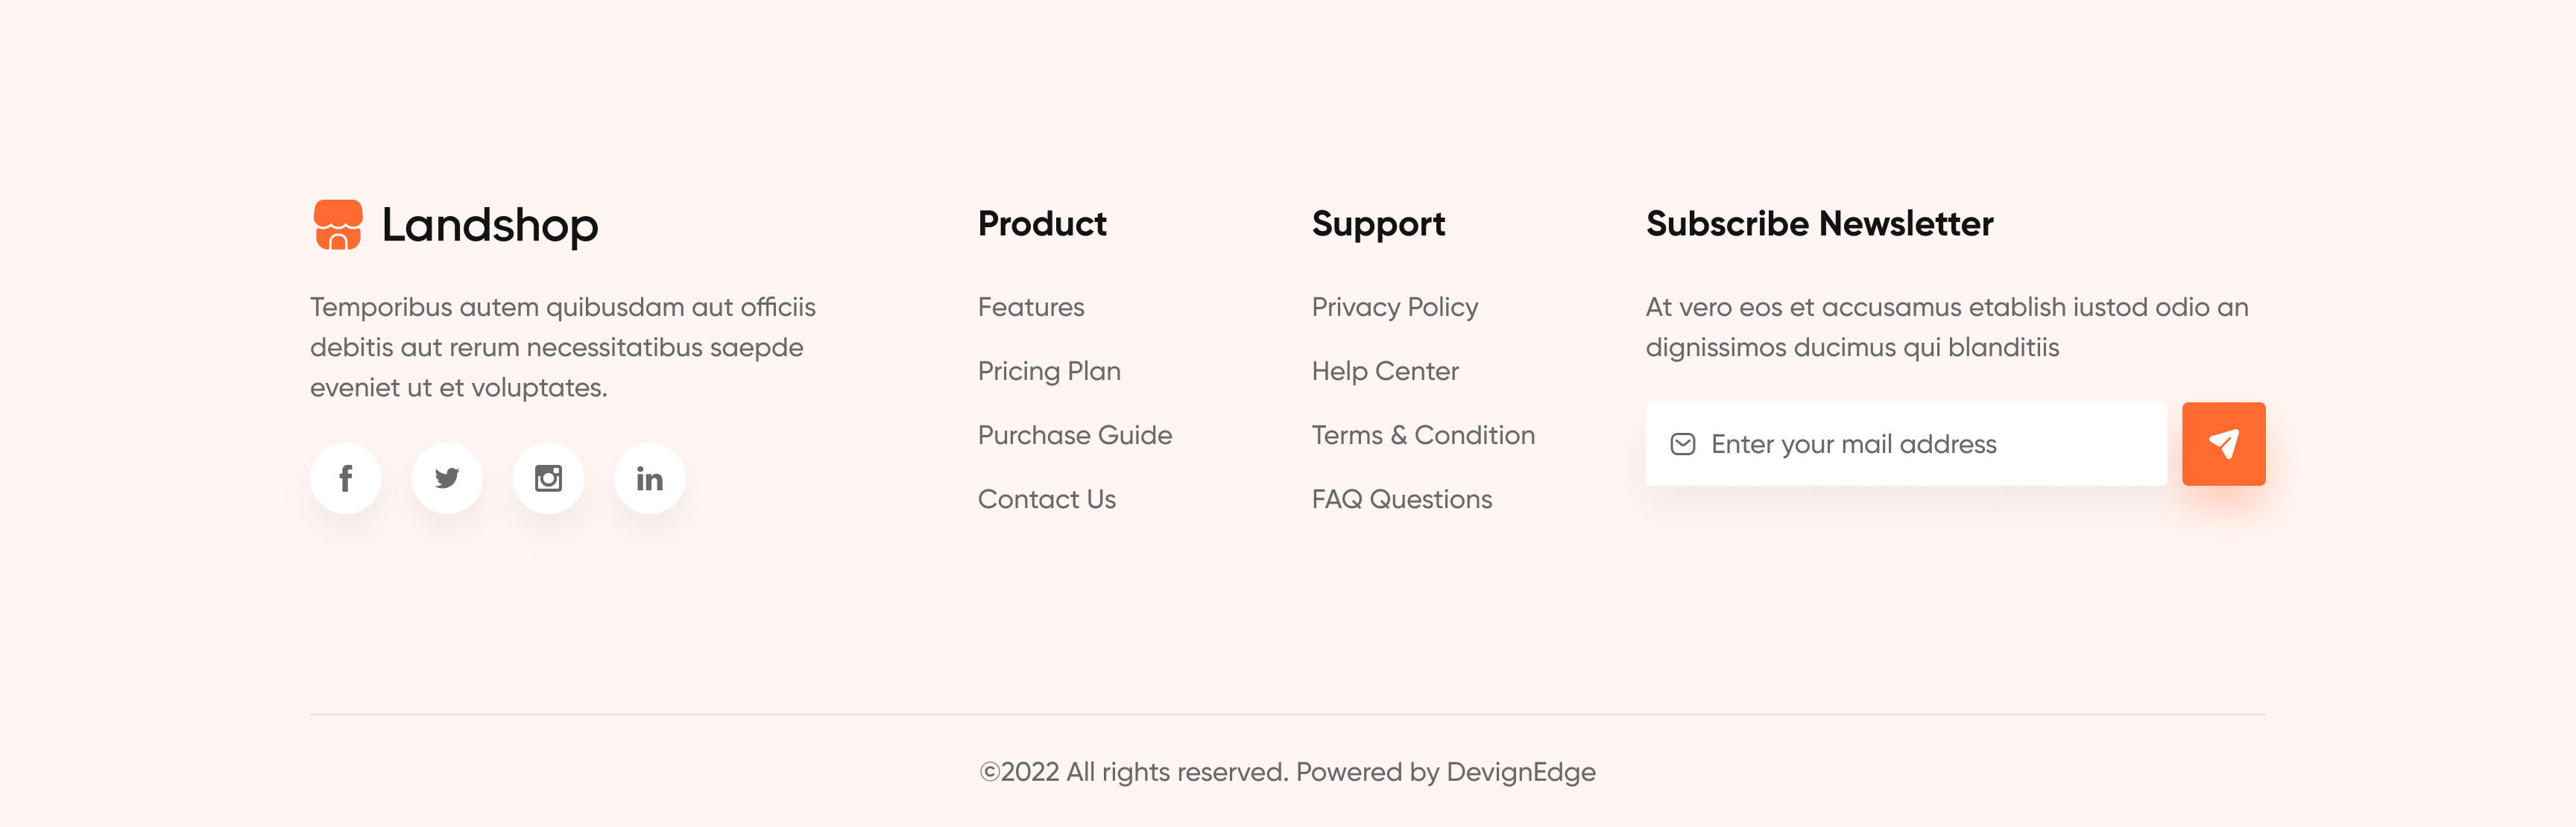 Landshop
Temporibus autem quibusdam aut officiis
debitis aut rerum necessitatibus saepde
eveniet ut et voluptates.
Product
Features
Pricing Plan
Purchase Guide
Contact Us
Support
Privacy Policy
Help Center
Terms & Condition
FAQ Questions
Subscribe Newsletter
At vero eos et accusamus etablish iustod odio an
dignissimos ducimus qui blanditiis
Enter your mail address
©2022 All rights reserved. Powered by DevignEdge